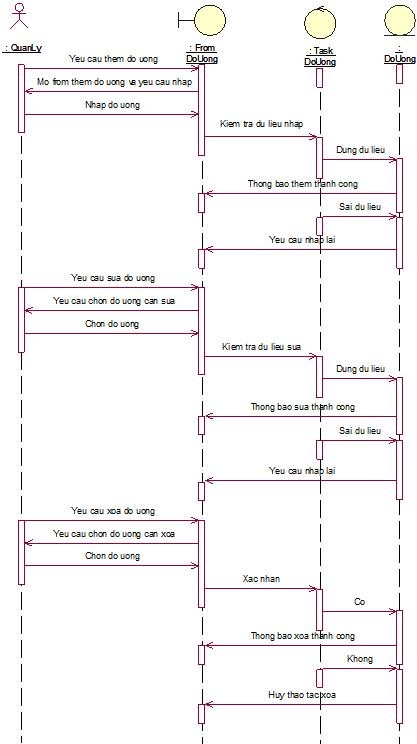 : QuanLy
: From
DoUong
: Task
DoUong
:
DoUong
Yeu cau them do uong
Mo from them do uong va yeu cau nhap
Nhap do uong
Kiem tra du lieu nhap
Dung du lieu
Thong bao them thanh cong
Sai du lieu
Yeu cau nhap lai
Yeu cau sua do uong
Yeu cau chon do uong can sua
Chon do uong
Kiem tra du lieu sua
Dung du lieu
Thong bao sua thanh cong
Sai du lieu
Yeu cau nhap lai
Yeu cau xoa do uong
Yeu cau chon do uong can xoa
Chon do uong
Xac nhan
Co
Thong bao xoa thanh cong
Khong
Huy thao tac xoa